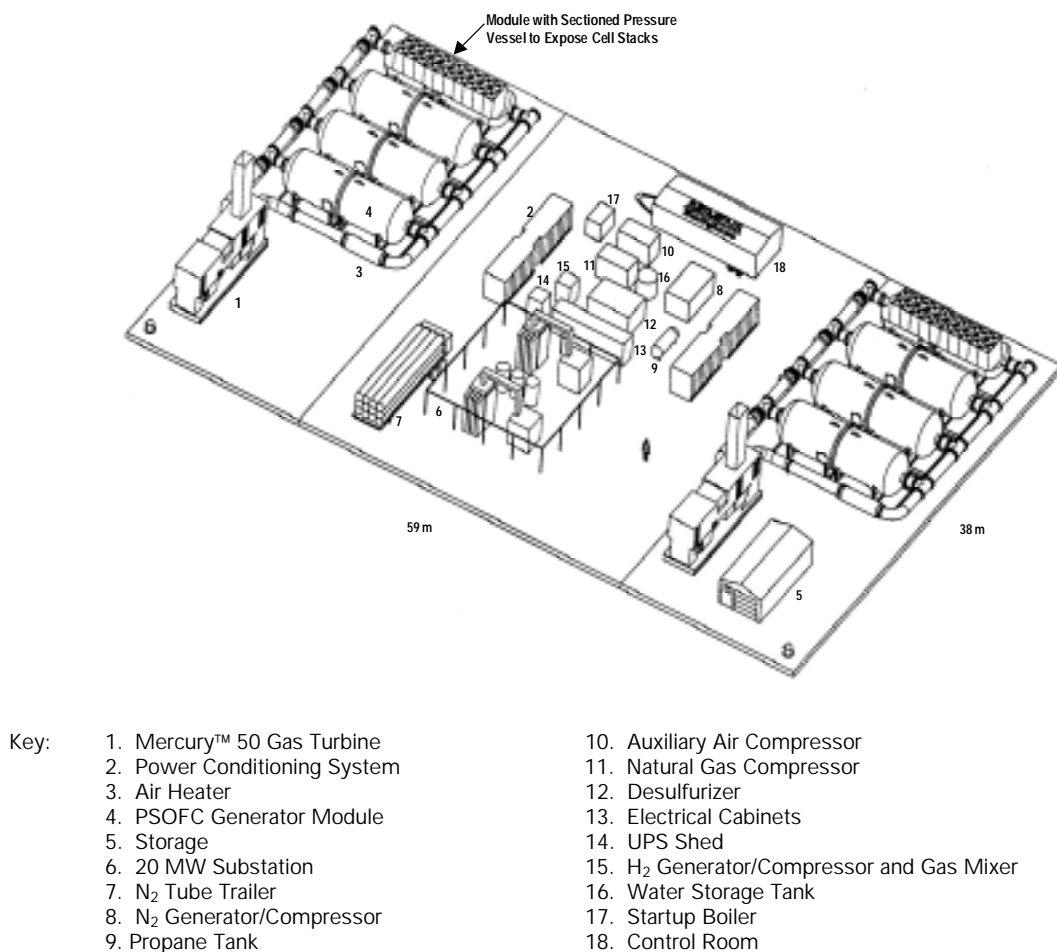 Module with Sectioned Pressure
Vessel to Expose Cell Stacks
2
17
10
4
11
16
18
3
15
8
14
1
12
13
9
6
7
59 m
38 m
5
Key:
1. Mercury™ 50 Gas Turbine
2. Power Conditioning System
3. Air Heater
4. PSOFC Generator Module
5. Storage
6. 20 MW Substation
7. N₂ Tube Trailer
8. N₂ Generator/Compressor
9. Propane Tank
10. Auxiliary Air Compressor
11. Natural Gas Compressor
12. Desulfurizer
13. Electrical Cabinets
14. UPS Shed
15. H₂ Generator/Compressor and Gas Mixer
16. Water Storage Tank
17. Startup Boiler
18. Control Room